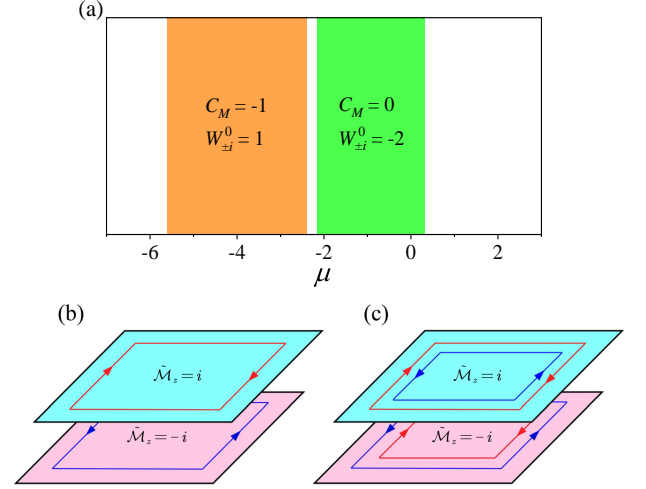 (a)
C_M = -1
W^0_{±i} = 1
C_M = 0
W^0_{±i} = -2
-6 -4 -2 0 2
μ
(b)
ℳ̃_z = i
ℳ̃_z = -i
(c)
ℳ̃_z = i
ℳ̃_z = -i